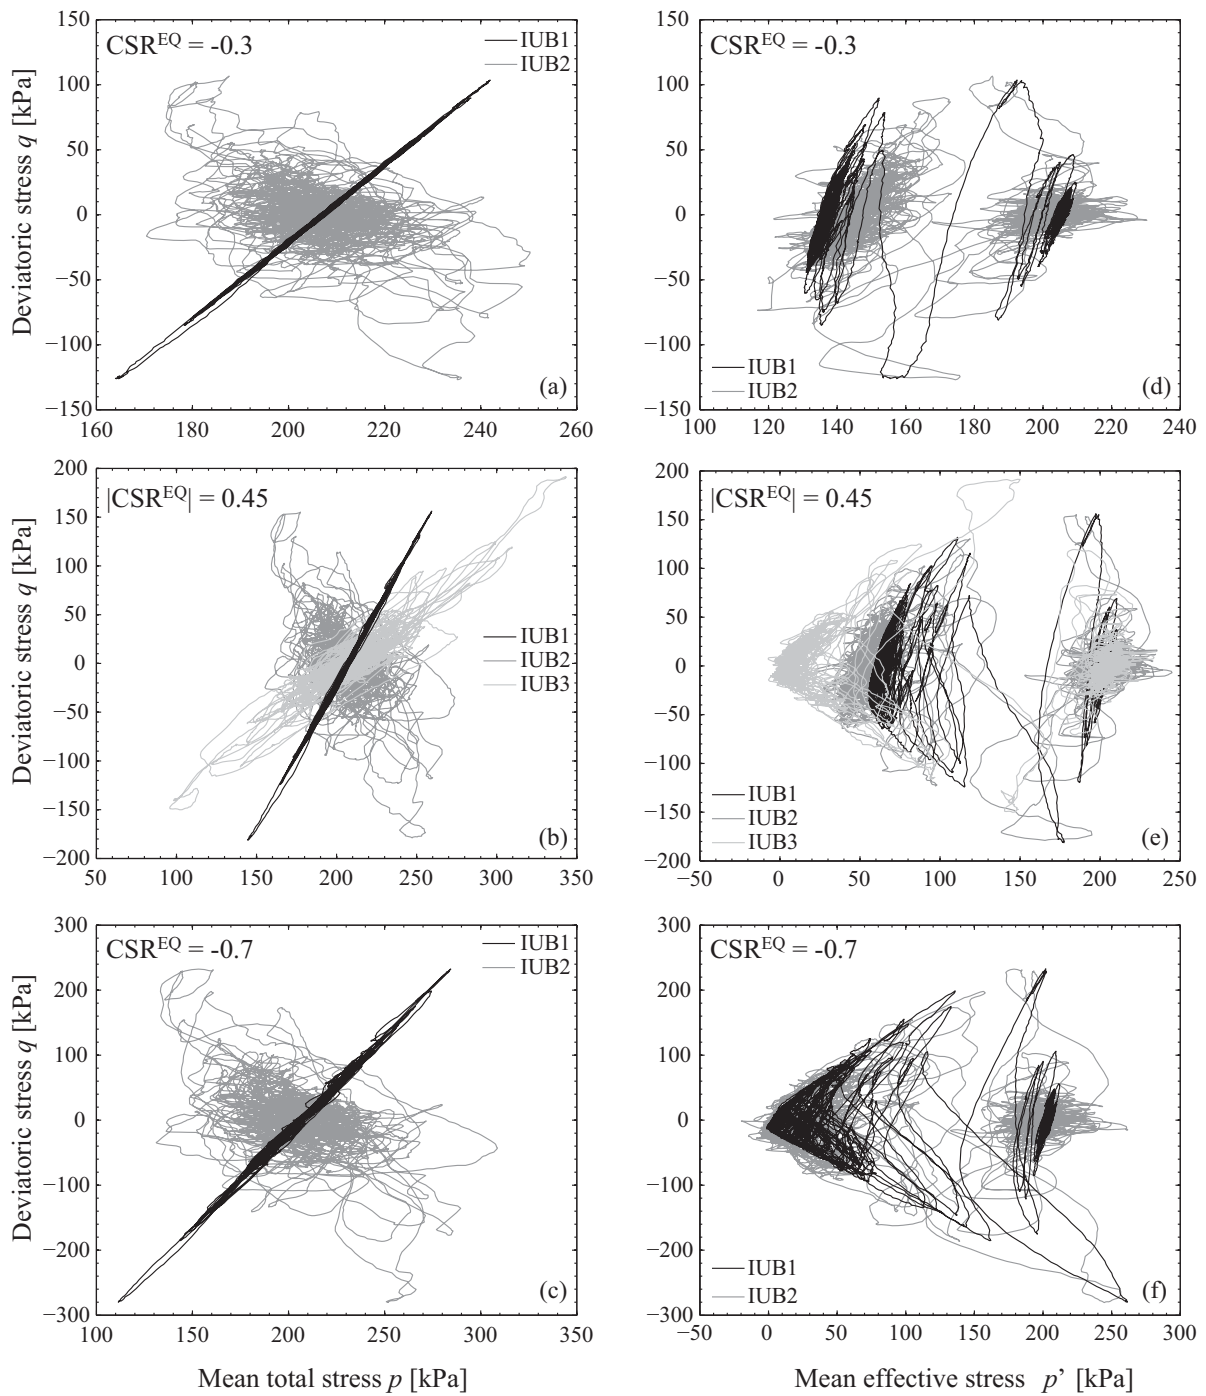 CSR^EQ = -0.3
IUB1
IUB2
150
100
50
0
−50
−100
−150
160
180
200
220
240
260
Deviatoric stress q [kPa]
(a)
CSR^EQ = -0.3
150
100
50
0
−50
−100
−150
100
120
140
160
180
200
220
240
IUB1
IUB2
(d)
|CSR^EQ| = 0.45
200
150
100
50
0
−50
−100
−150
−200
50
100
150
200
250
300
350
Deviatoric stress q [kPa]
IUB1
IUB2
IUB3
(b)
|CSR^EQ| = 0.45
200
150
100
50
0
−50
−100
−150
−200
−50
0
50
100
150
200
250
IUB1
IUB2
IUB3
(e)
CSR^EQ = -0.7
IUB1
IUB2
300
200
100
0
−100
−200
−300
100
150
200
250
300
350
Deviatoric stress q [kPa]
(c)
Mean total stress p [kPa]
CSR^EQ = -0.7
300
200
100
0
−100
−200
−300
−50
0
50
100
150
200
250
300
IUB1
IUB2
(f)
Mean effective stress p’ [kPa]